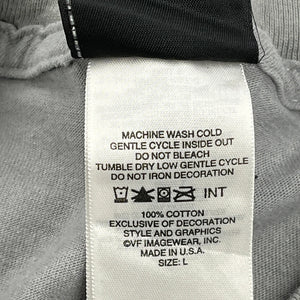 MACHINE WASH COLD
GENTLE CYCLE INSIDE OUT
DO NOT BLEACH
TUMBLE DRY LOW GENTLE CYCLE
DO NOT IRON DECORATION
INT
100% COTTON
EXCLUSIVE OF DECORATION
STYLE AND GRAPHICS
©VF IMAGEWEAR, INC.
MADE IN U.S.A.
SIZE: L